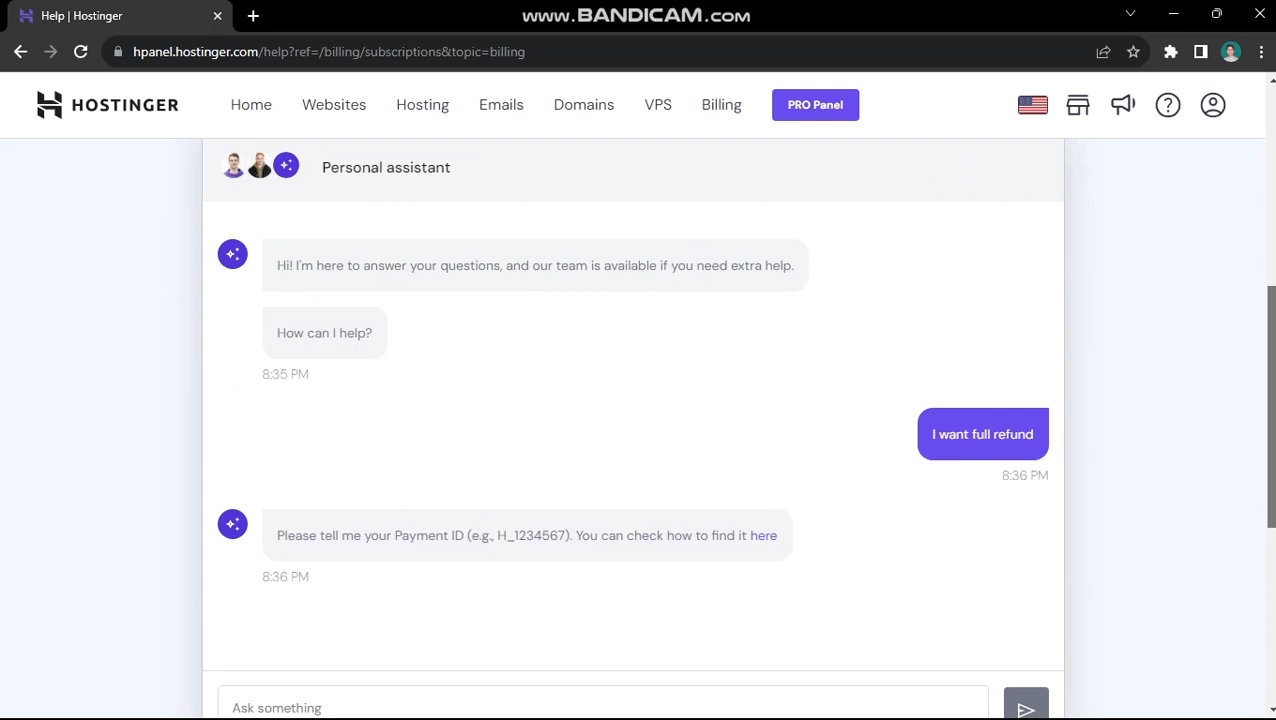 Help | Hostinger
www.BANDICAM.com
hpanel.hostinger.com/help?ref=/billing/subscriptions&topic=billing
HOSTINGER
Home
Websites
Hosting
Emails
Domains
VPS
Billing
PRO Panel
Personal assistant
Hi! I'm here to answer your questions, and our team is available if you need extra help.
How can I help?
8:35 PM
I want full refund
8:36 PM
Please tell me your Payment ID (e.g., H_1234567). You can check how to find it here
8:36 PM
Ask something